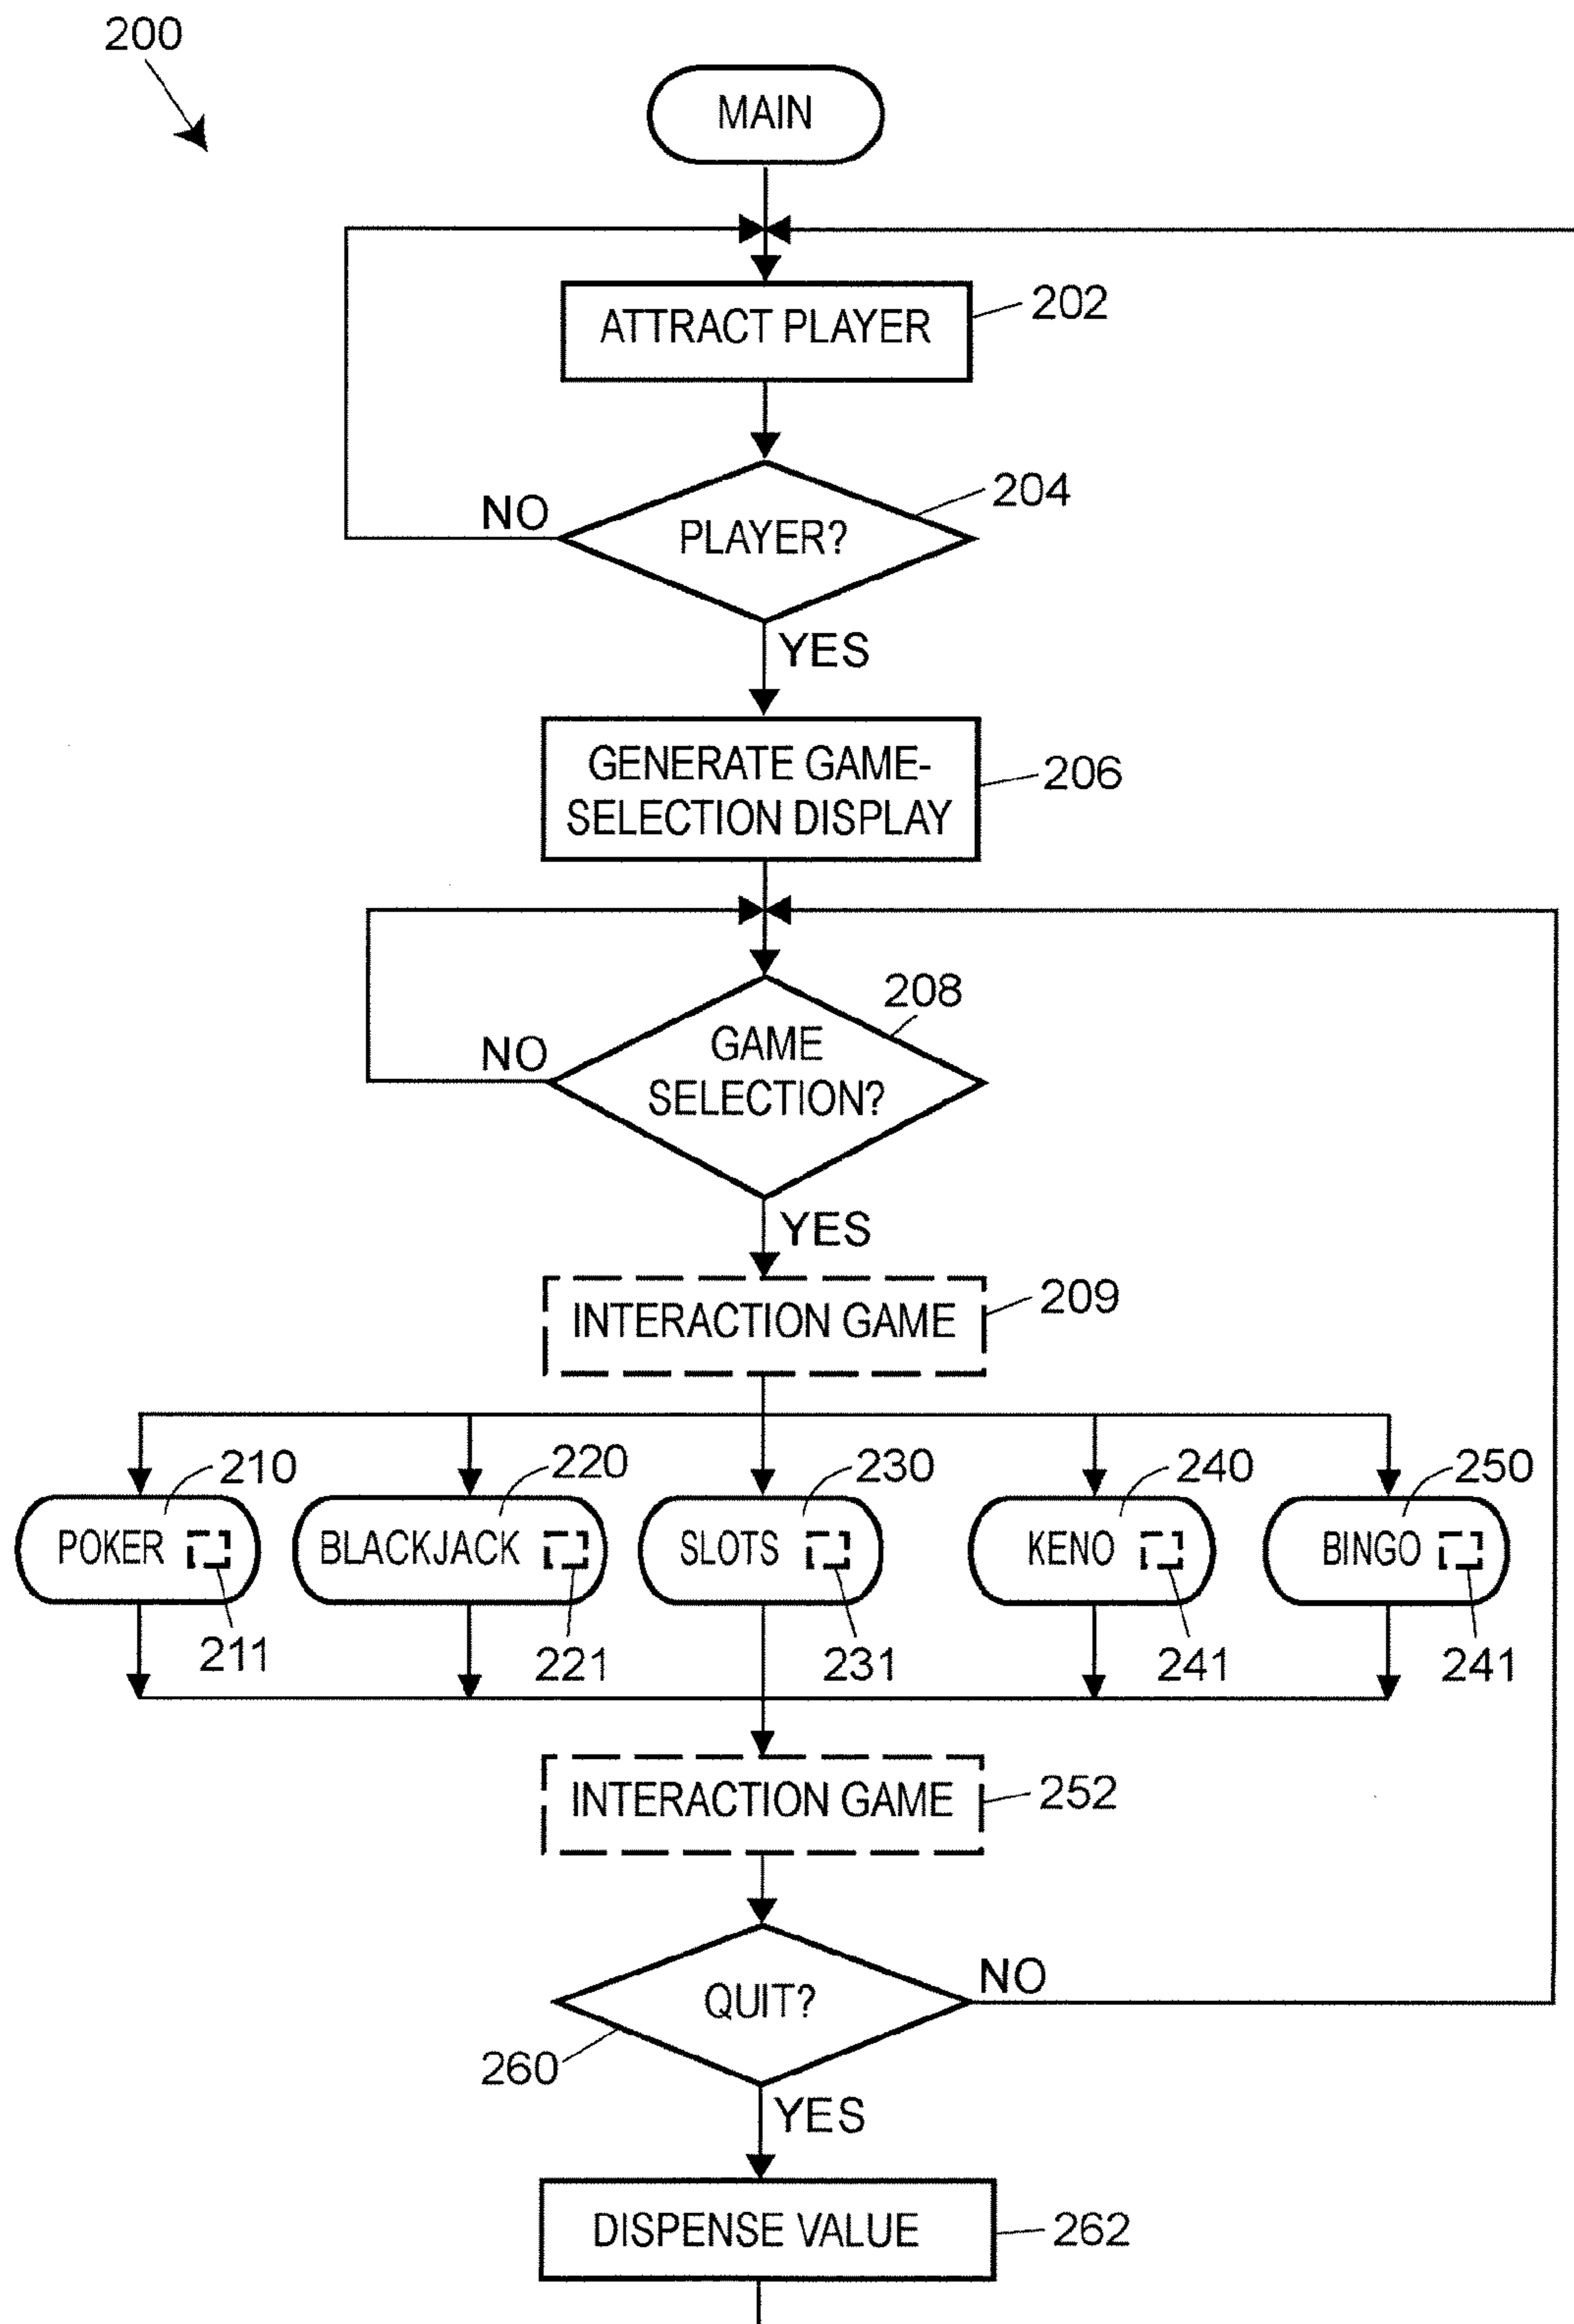 200
MAIN
ATTRACT PLAYER
202
204
NO
PLAYER?
YES
GENERATE GAME-
SELECTION DISPLAY
206
208
NO
GAME
SELECTION?
YES
INTERACTION GAME
209
210
220
230
240
250
POKER
BLACKJACK
SLOTS
KENO
BINGO
211
221
231
241
241
INTERACTION GAME
252
QUIT?
NO
260
YES
DISPENSE VALUE
262